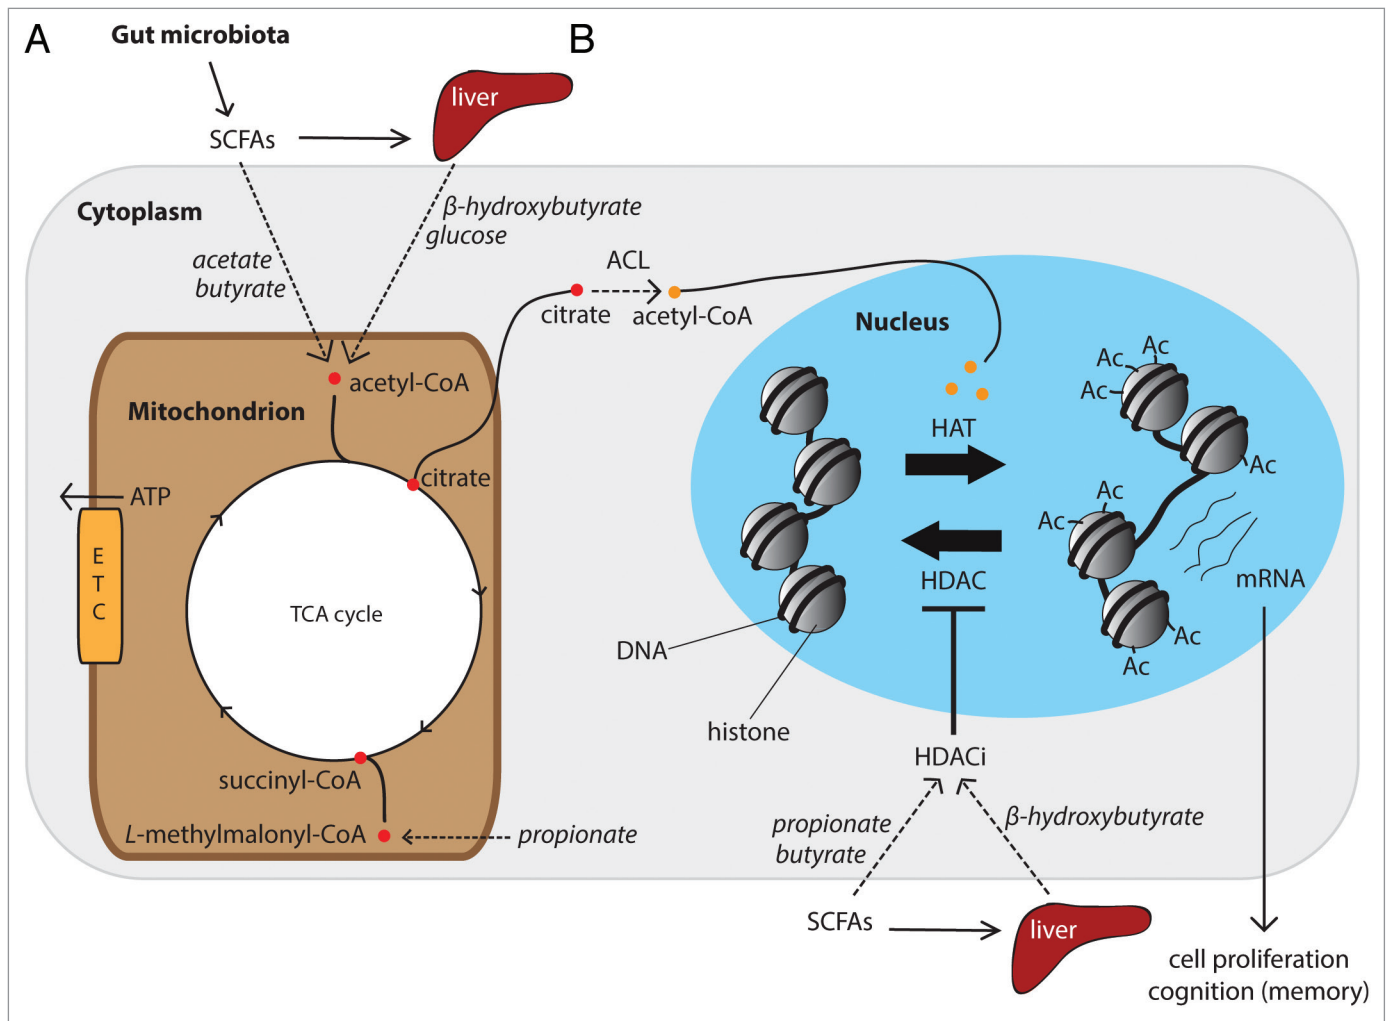 A
Gut microbiota
SCFAs
liver
Cytoplasm
acetate
butyrate
β-hydroxybutyrate
glucose
Mitochondrion
acetyl-CoA
citrate
ATP
E
T
C
TCA cycle
succinyl-CoA
L-methylmalonyl-CoA
propionate
B
ACL
citrate
acetyl-CoA
Nucleus
HAT
HDAC
Ac
Ac
Ac
Ac
Ac
Ac
Ac
Ac
mRNA
DNA
histone
HDACi
propionate
butyrate
β-hydroxybutyrate
SCFAs
liver
cell proliferation
cognition (memory)